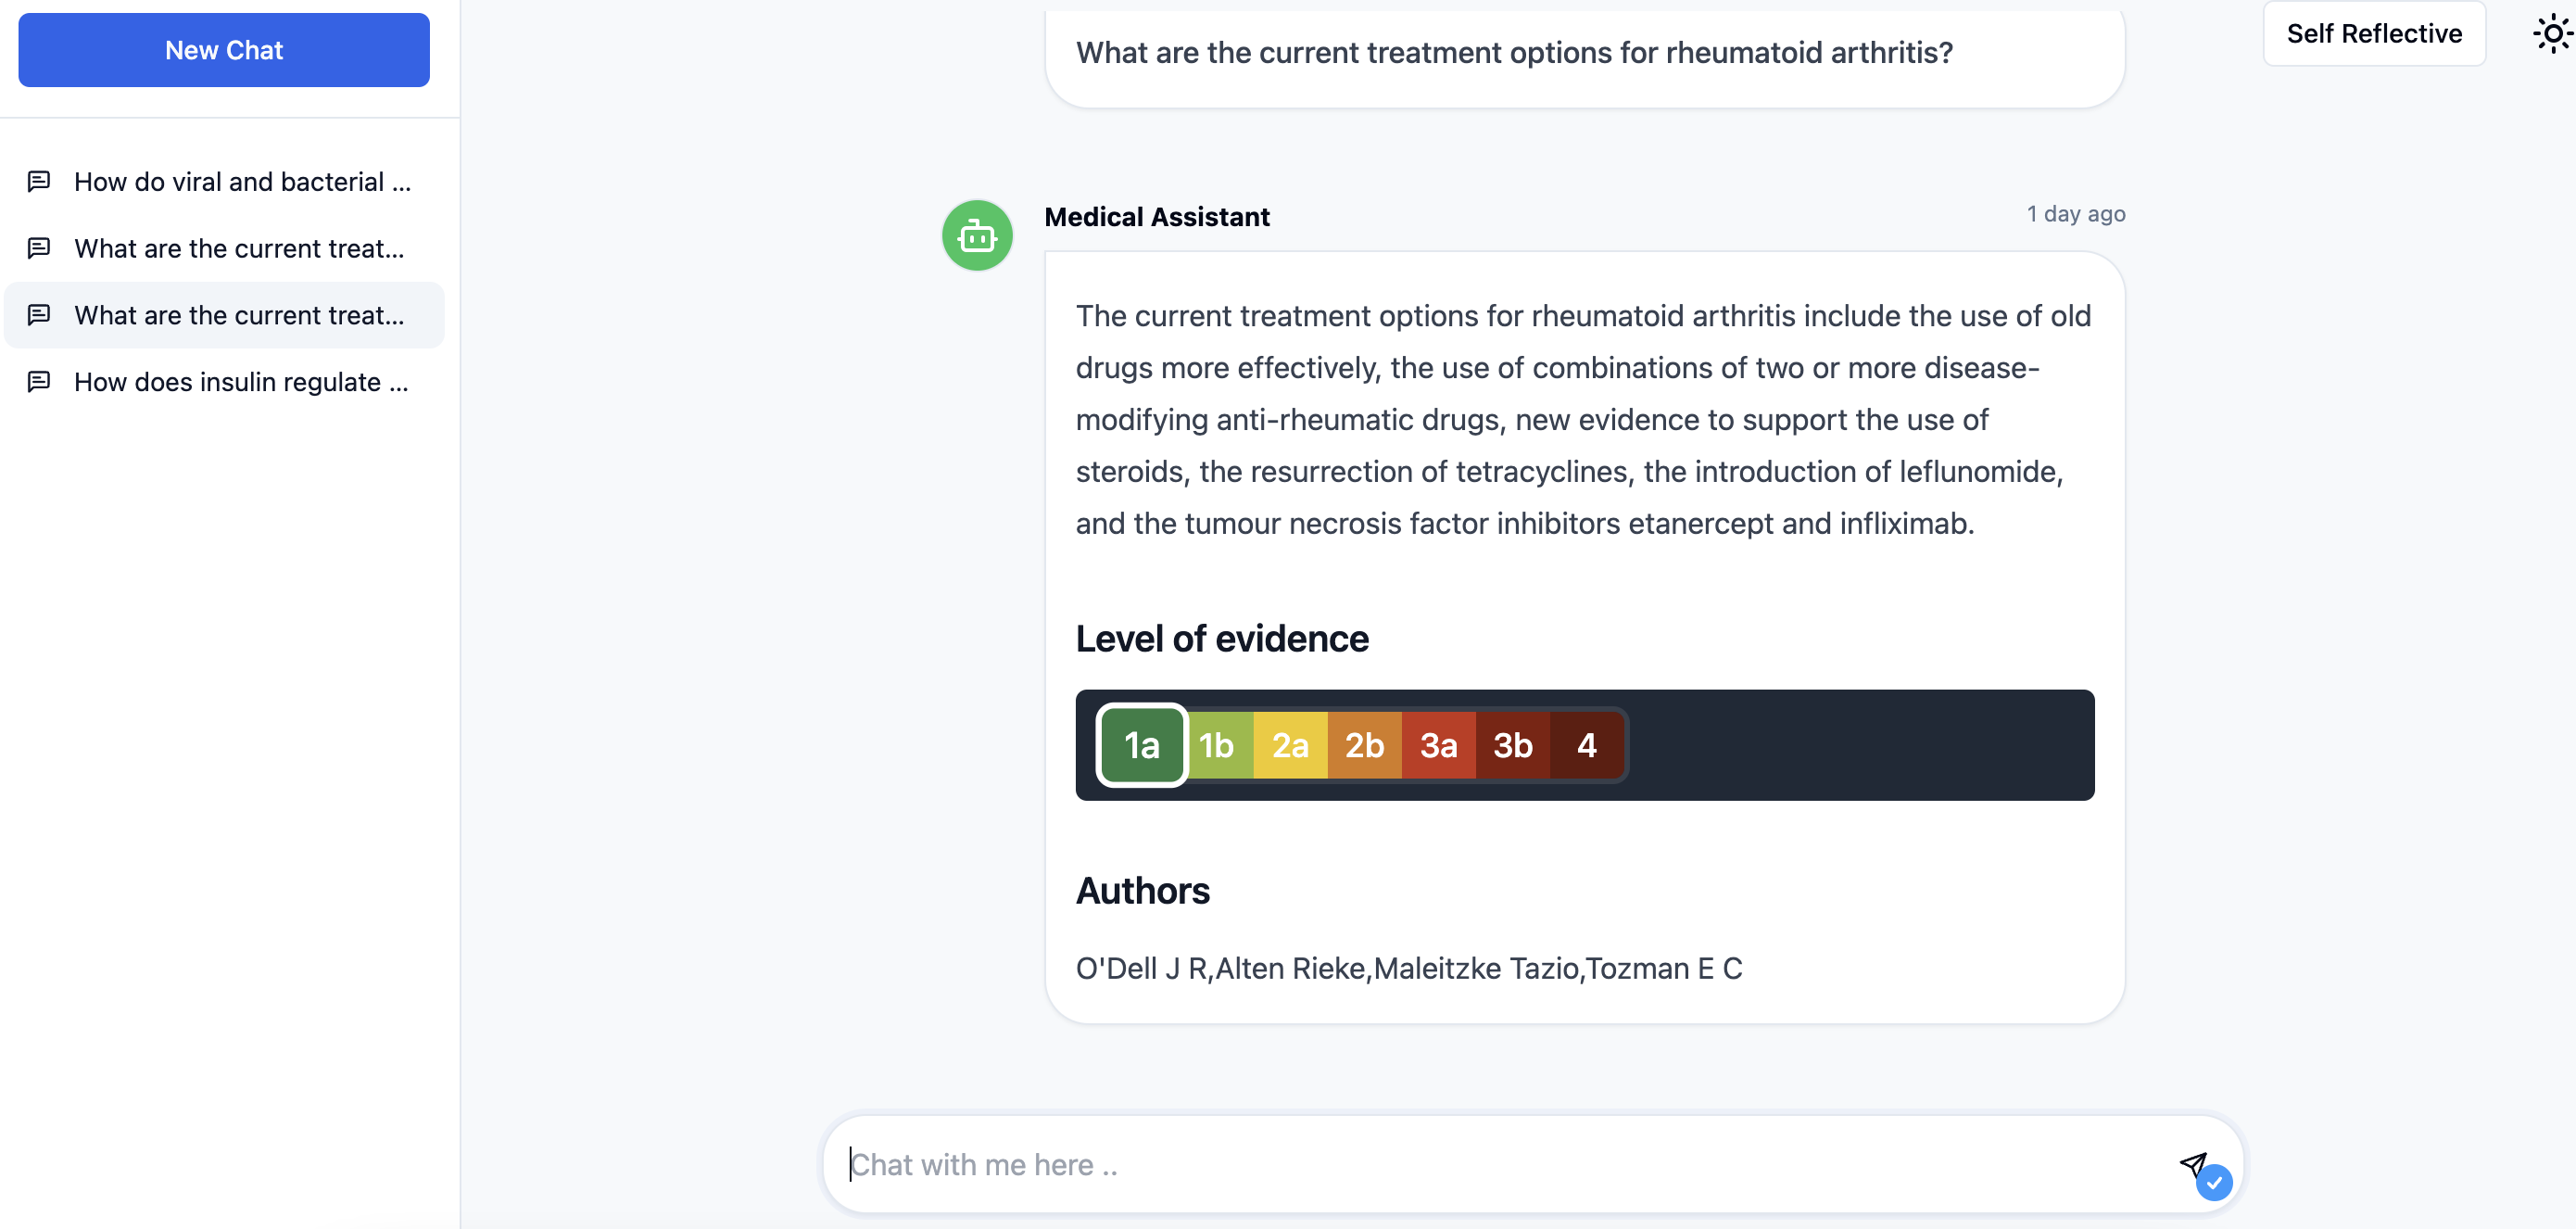 New Chat
How do viral and bacterial ...
What are the current treat...
What are the current treat...
How does insulin regulate ...
What are the current treatment options for rheumatoid arthritis?
Self Reflective
Medical Assistant
1 day ago
The current treatment options for rheumatoid arthritis include the use of old
drugs more effectively, the use of combinations of two or more disease-
modifying anti-rheumatic drugs, new evidence to support the use of
steroids, the resurrection of tetracyclines, the introduction of leflunomide,
and the tumour necrosis factor inhibitors etanercept and infliximab.
Level of evidence
1a 1b 2a 2b 3a 3b 4
Authors
O'Dell J R,Alten Rieke,Maleitzke Tazio,Tozman E C
Chat with me here ..